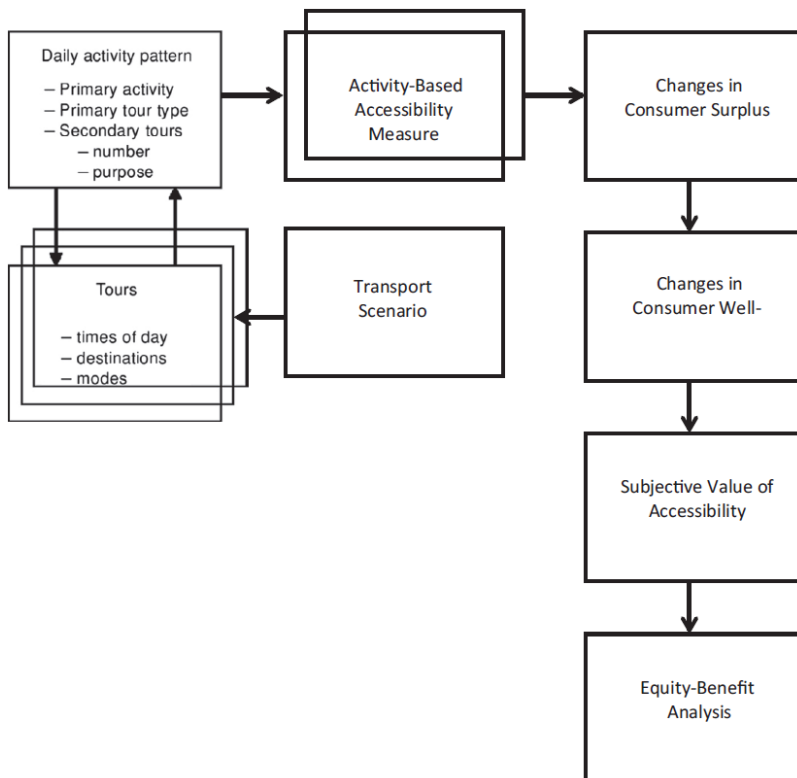 Daily activity pattern
– Primary activity
– Primary tour type
– Secondary tours
– number
– purpose
Activity-Based
Accessibility
Measure
Changes in
Consumer Surplus
Tours
– times of day
– destinations
– modes
Transport
Scenario
Changes in
Consumer Well-
Subjective Value of
Accessibility
Equity-Benefit
Analysis